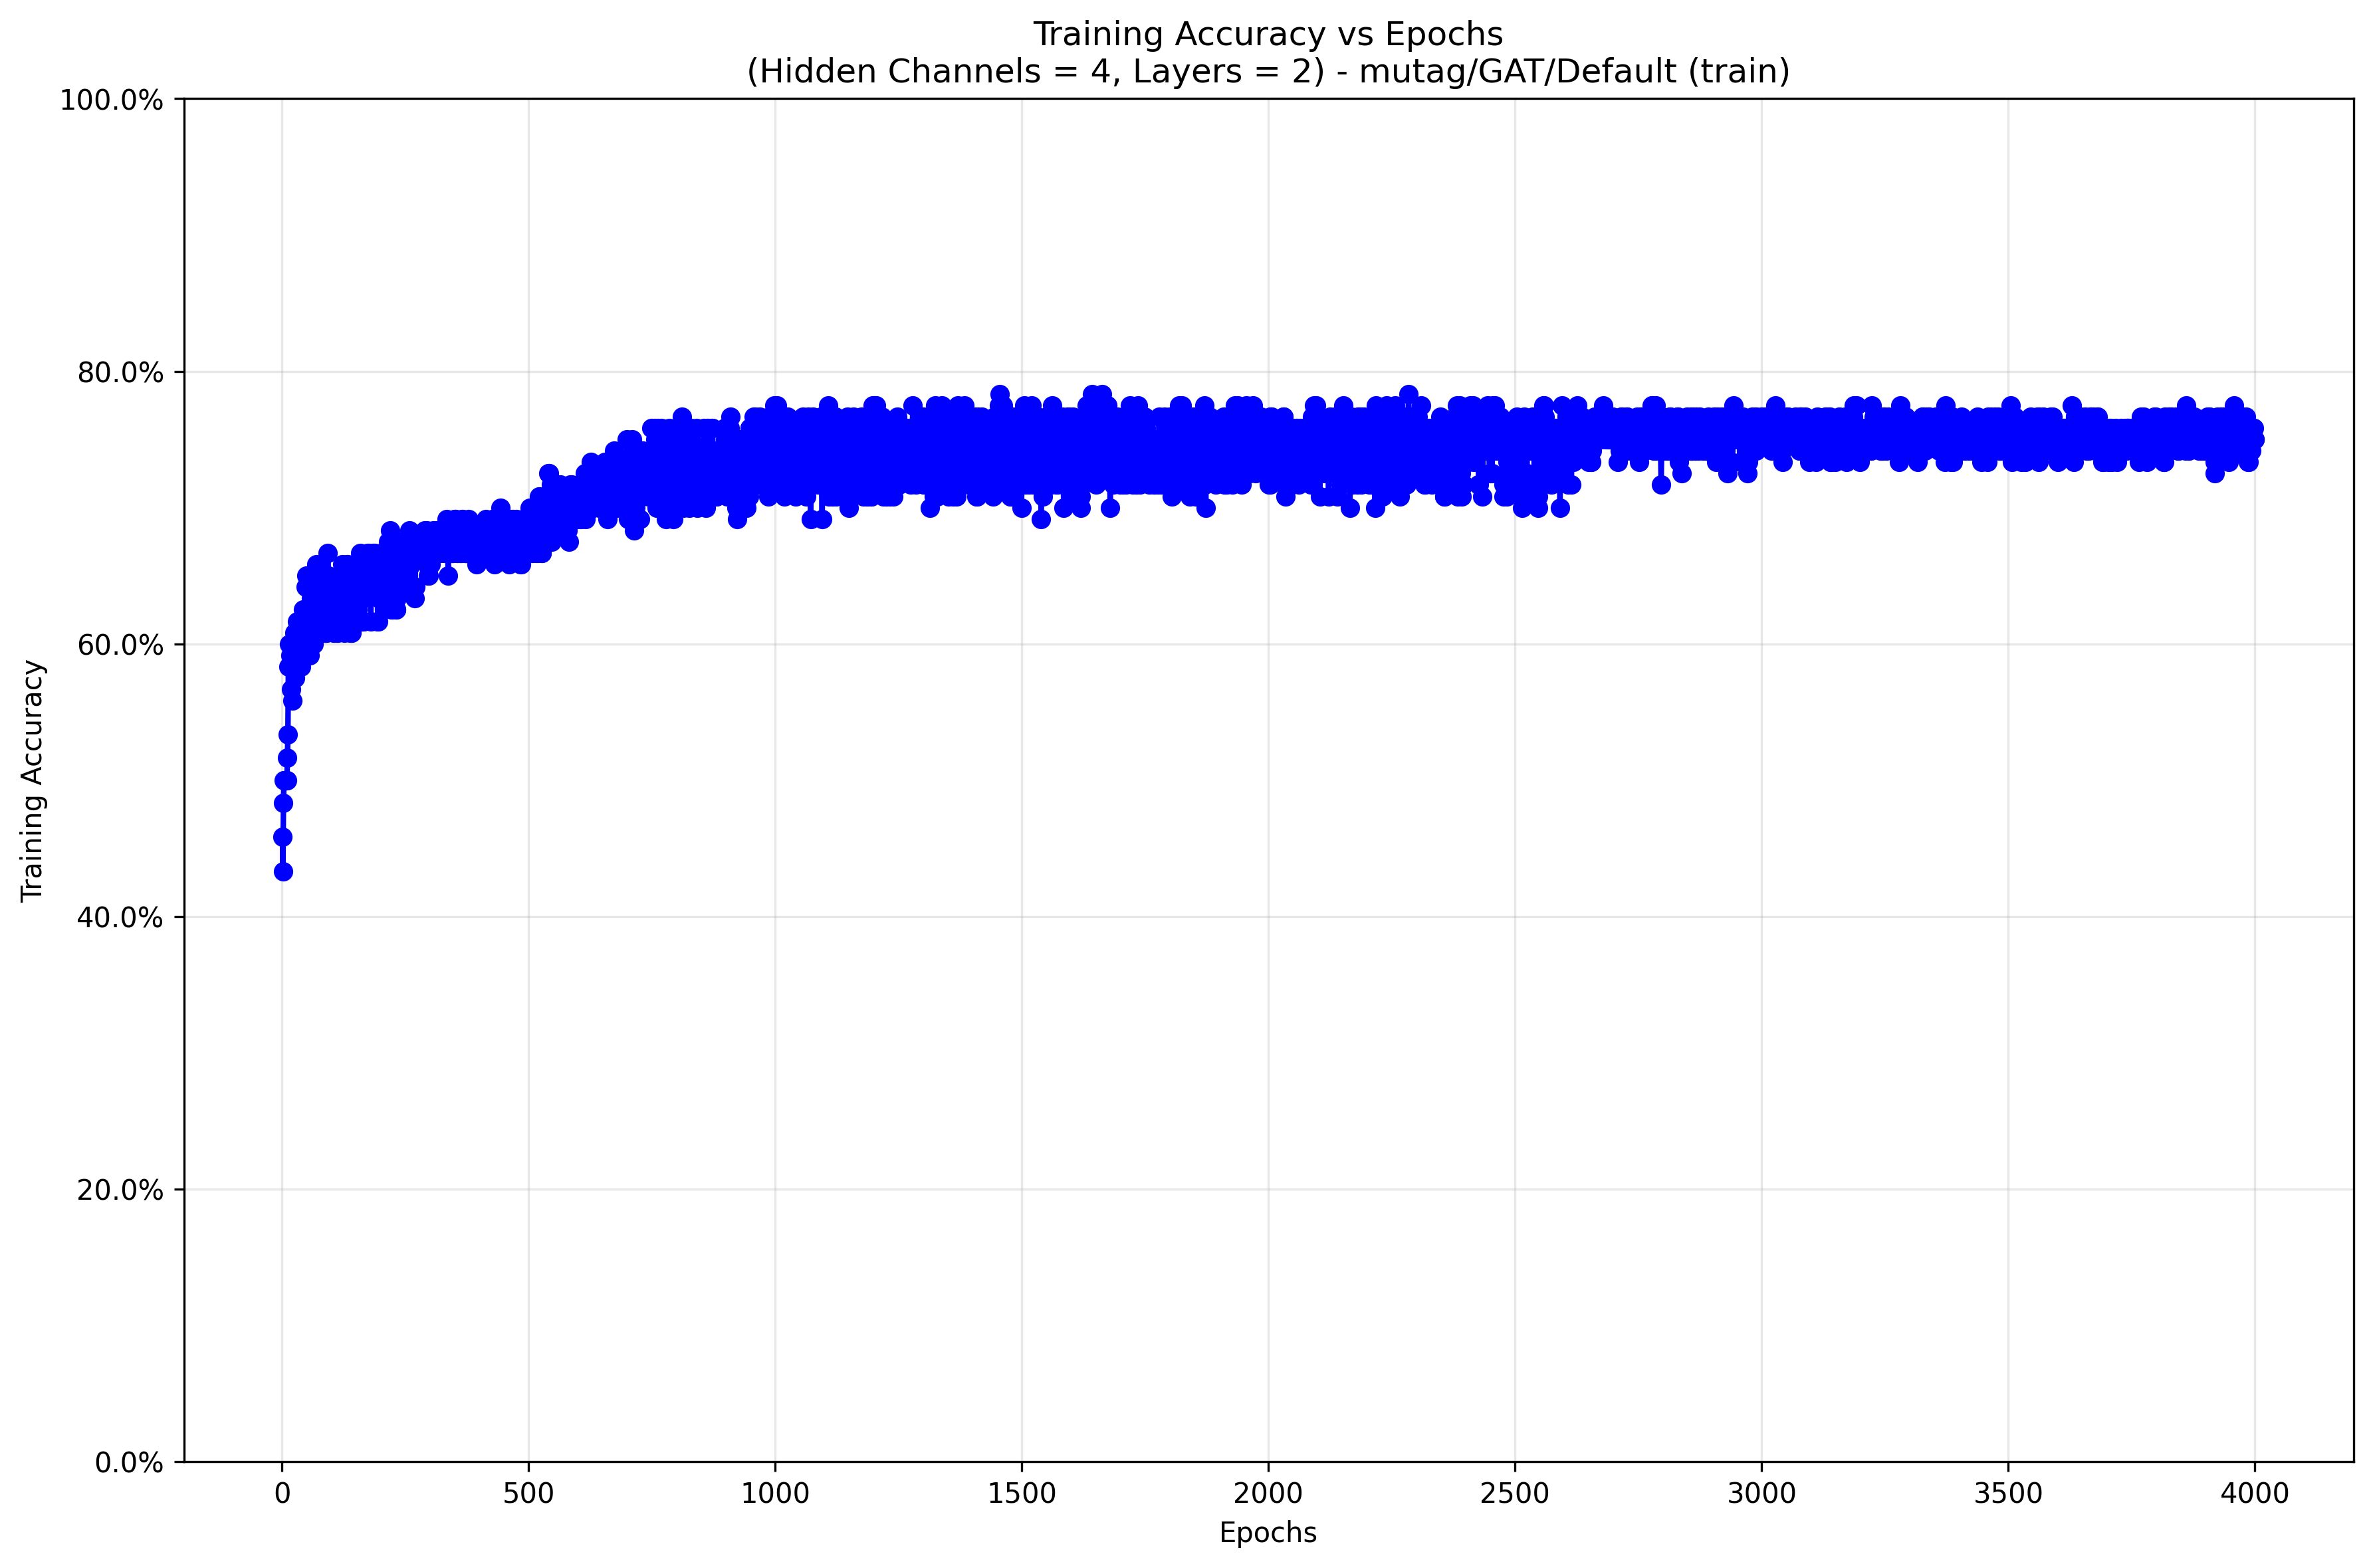 Training Accuracy vs Epochs
(Hidden Channels = 4, Layers = 2) - mutag/GAT/Default (train)
100.0%
80.0%
60.0%
40.0%
20.0%
0.0%
Training Accuracy
0 500 1000 1500 2000 2500 3000 3500 4000
Epochs